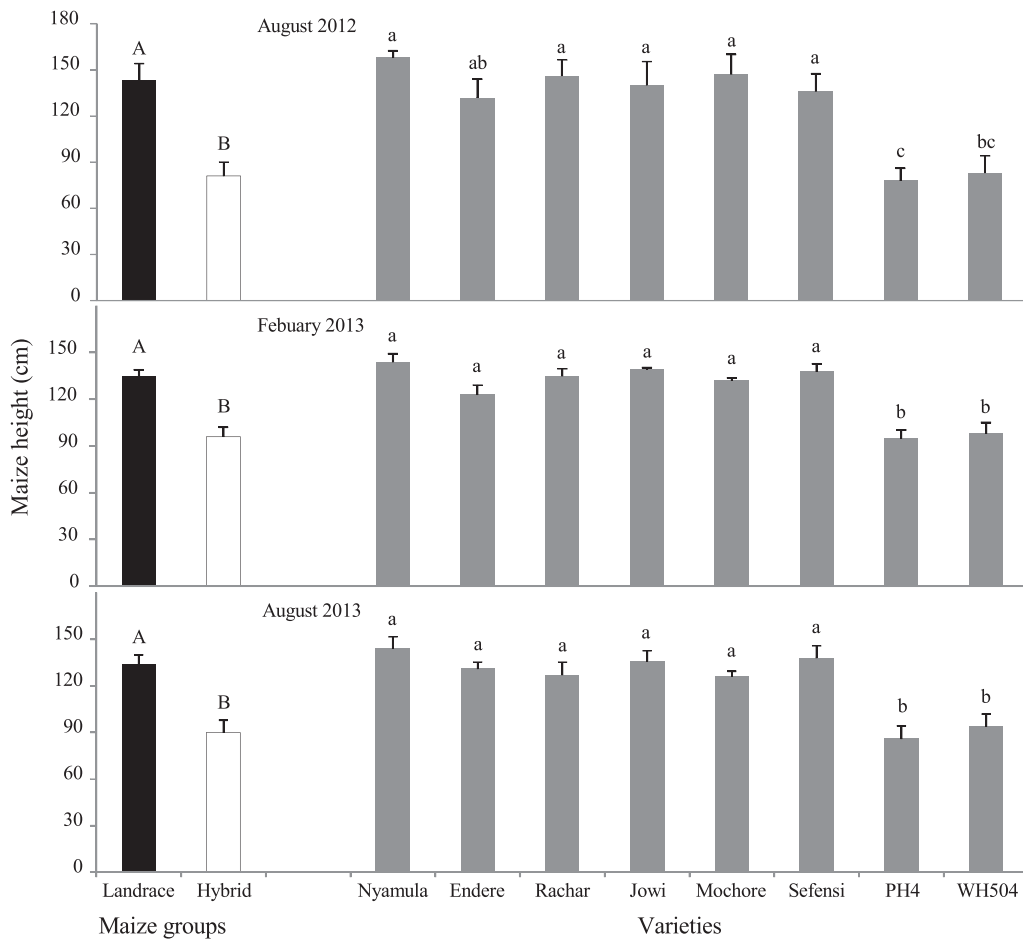 Maize height (cm)
August 2012
180
150
120
90
60
30
0
A
B
a
ab
a
a
a
a
c
bc
Febuary 2013
150
120
90
60
30
0
A
B
a
a
a
a
a
a
b
b
August 2013
150
120
90
60
30
0
A
B
a
a
a
a
a
a
b
b
Landrace Hybrid Nyamula Endere Rachar Jowi Mochore Sefensi PH4 WH504
Maize groups Varieties